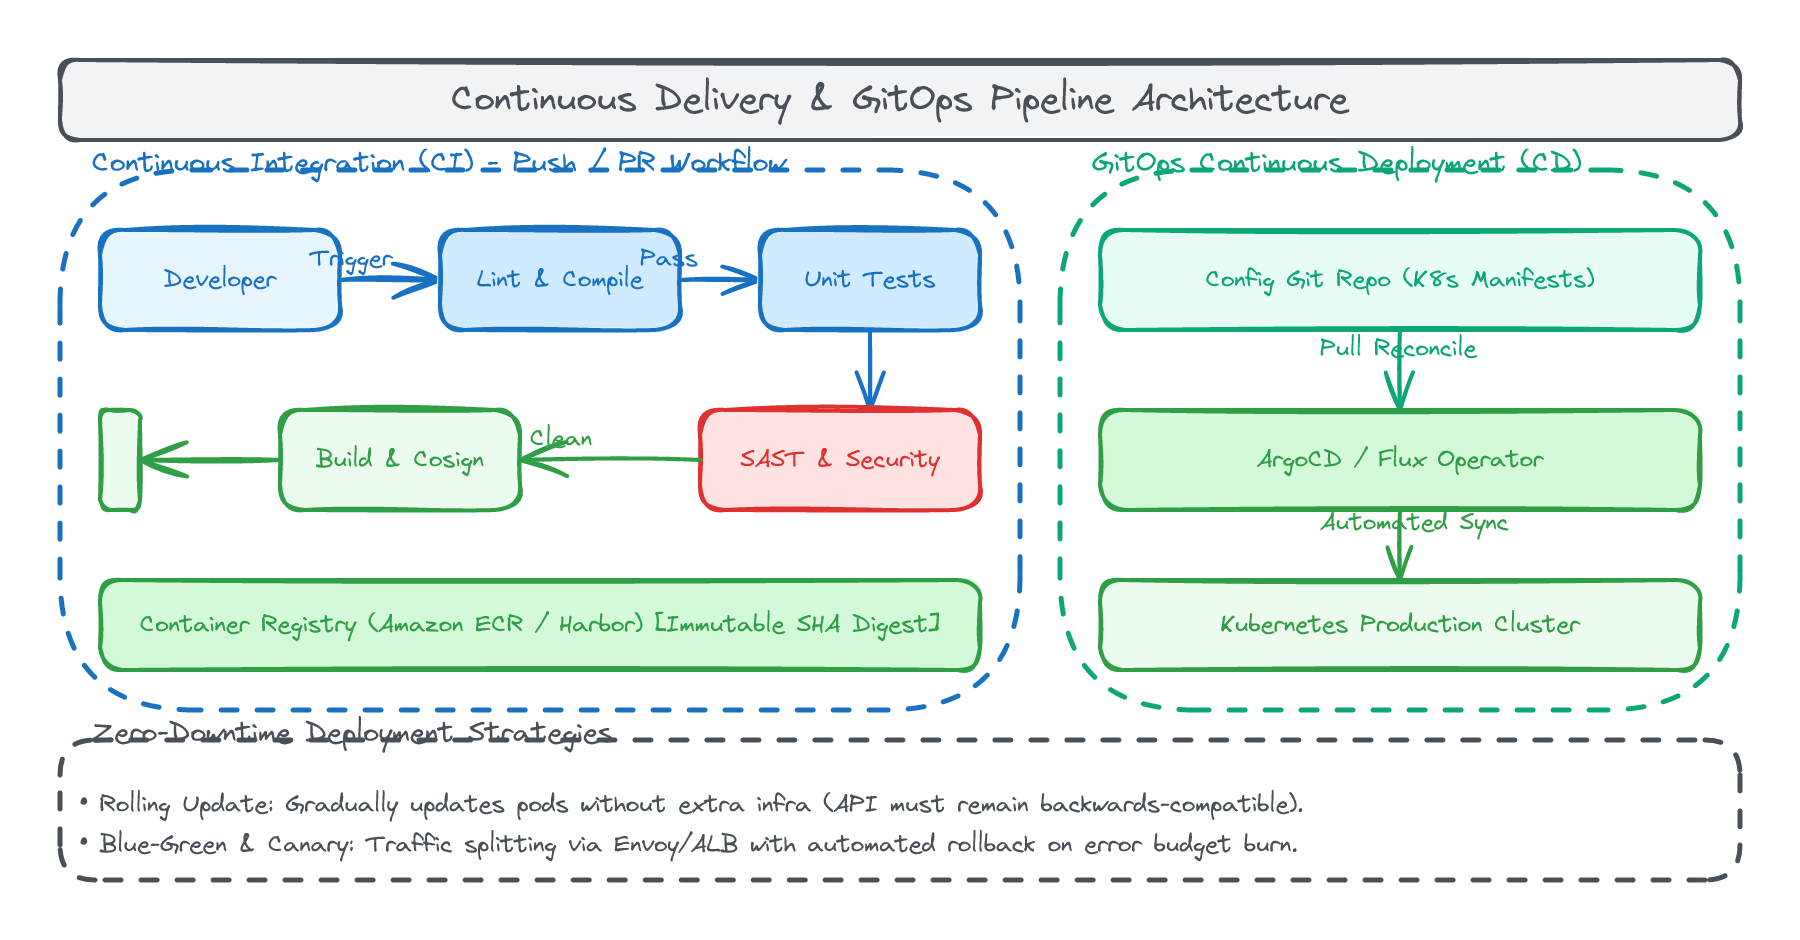 Continuous Delivery & GitOps Pipeline Architecture
Continuous Integration (CI) - Push / PR Workflow
Developer
Trigger
Lint & Compile
Pass
Unit Tests
Build & Cosign
Clean
SAST & Security
Container Registry (Amazon ECR / Harbor) [Immutable SHA Digest]
GitOps Continuous Deployment (CD)
Config Git Repo (K8s Manifests)
Pull Reconcile
ArgoCD / Flux Operator
Automated Sync
Kubernetes Production Cluster
Zero-Downtime Deployment Strategies
• Rolling Update: Gradually updates pods without extra infra (API must remain backwards-compatible).
• Blue-Green & Canary: Traffic splitting via Envoy/ALB with automated rollback on error budget burn.